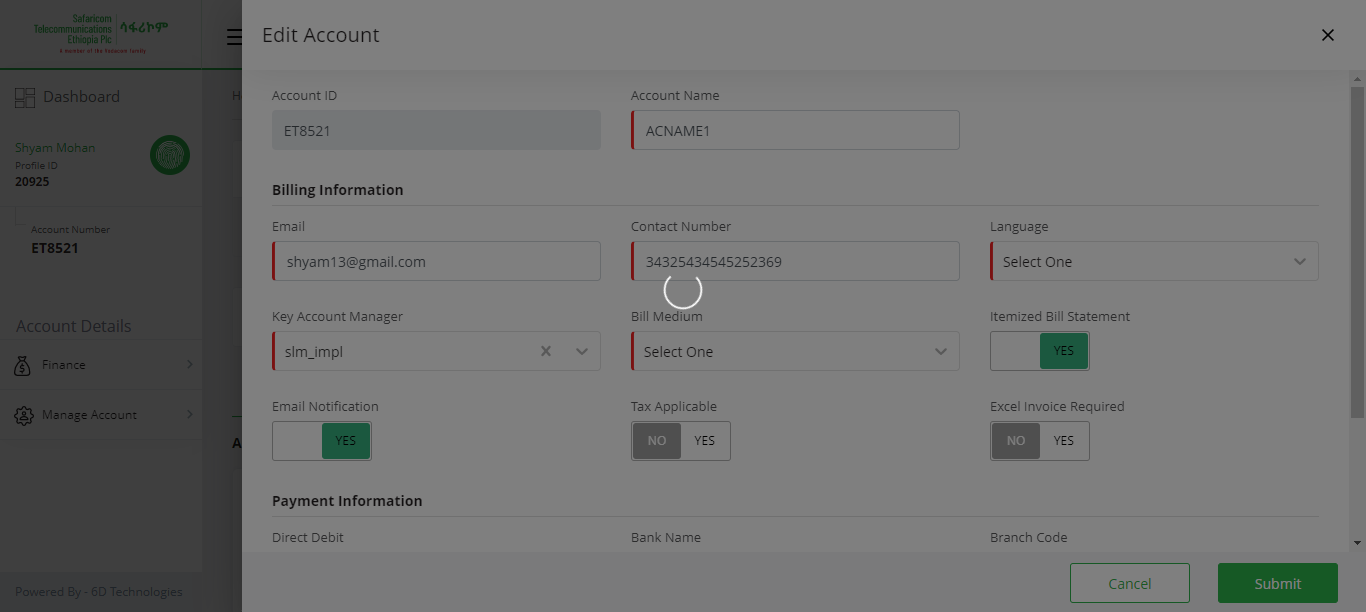 Safaricom
Telecommunications
Ethiopia Plc
ሳፋሪኮም
A member of the Vodacom family
Edit Account
Dashboard
Shyam Mohan
Profile ID
20925
Account Number
ET8521
Account Details
Finance
Manage Account
Powered By - 6D Technologies
H
A
Account ID
Account Name
ET8521
ACNAME1
Billing Information
Email
Contact Number
Language
shyam13@gmail.com
34325434545252369
Select One
Key Account Manager
Bill Medium
Itemized Bill Statement
slm_impl
Select One
YES
Email Notification
Tax Applicable
Excel Invoice Required
YES
NO YES
NO YES
Payment Information
Direct Debit
Bank Name
Branch Code
Cancel
Submit